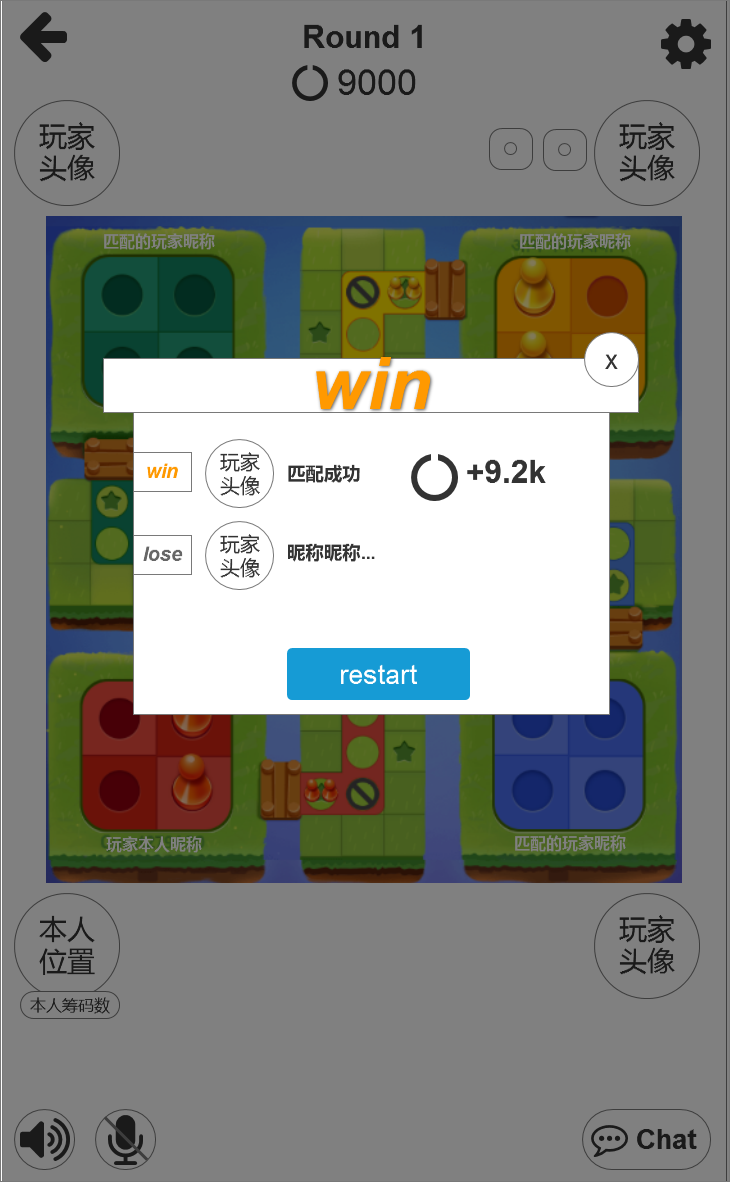 Round 1
9000
玩家
头像
玩家
头像
匹配的玩家昵称
匹配的玩家昵称
x
win
win
玩家
头像
匹配成功
+9.2k
lose
玩家
头像
昵称昵称...
restart
玩家本人昵称
匹配的玩家昵称
本人
位置
玩家
头像
本人筹码数
Chat